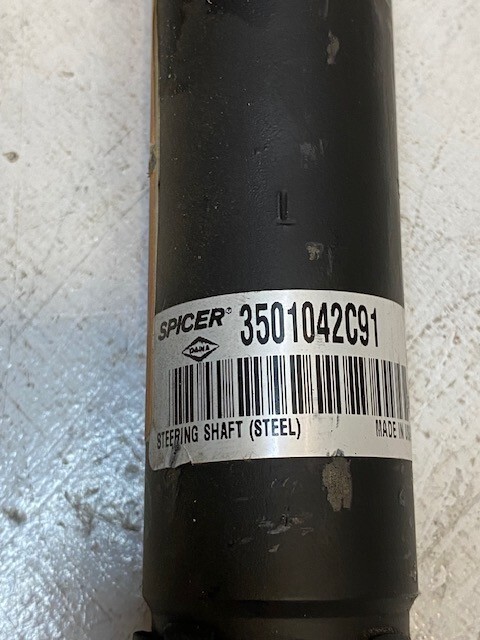 L
SPICER® 3501042C91
DANA
STEERING SHAFT (STEEL) MADE IN